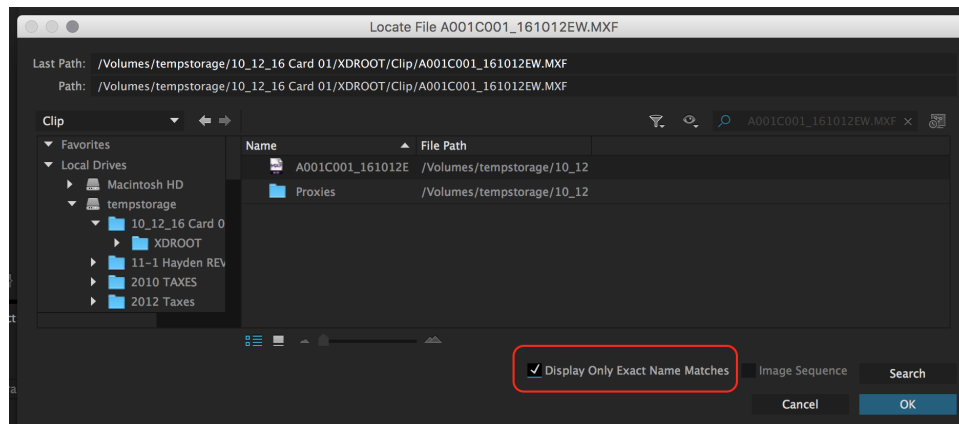 Locate File A001C001_161012EW.MXF
Last Path: /Volumes/tempstorage/10_12_16 Card 01/XDROOT/Clip/A001C001_161012EW.MXF
Path: /Volumes/tempstorage/10_12_16 Card 01/XDROOT/Clip/A001C001_161012EW.MXF
Clip
A001C001_161012EW.MXF
Favorites
Name File Path
Local Drives
A001C001_161012E /Volumes/tempstorage/10_12
Macintosh HD
Proxies /Volumes/tempstorage/10_12
tempstorage
10_12_16 Card 0
XDROOT
11-1 Hayden REV
2010 TAXES
2012 Taxes
Display Only Exact Name Matches
Image Sequence
Search
Cancel
OK